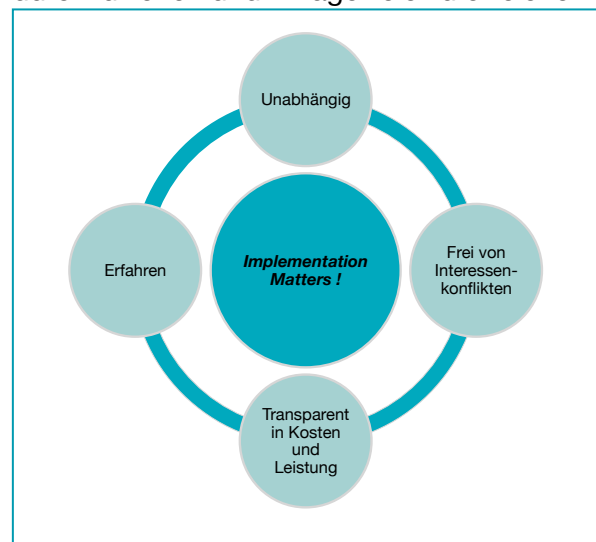 Unabhängig
Erfahren
Implementation
Matters !
Frei von
Interessen-
konflikten
Transparent
in Kosten
und
Leistung